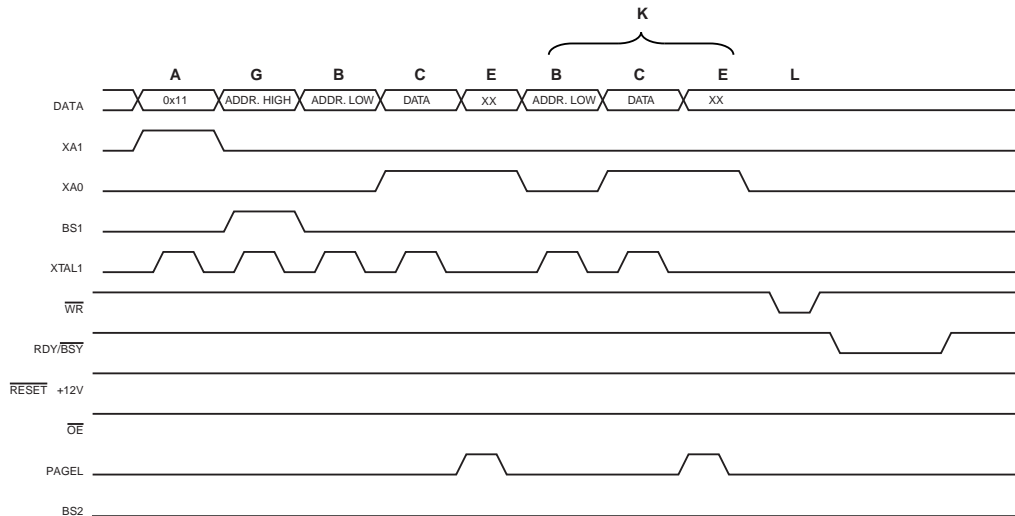 K
A G B C E B C E L
DATA 0x11 ADDR. HIGH ADDR. LOW DATA XX ADDR. LOW DATA XX
XA1
XA0
BS1
XTAL1
WR
RDY/BSY
RESET +12V
OE
PAGEL
BS2